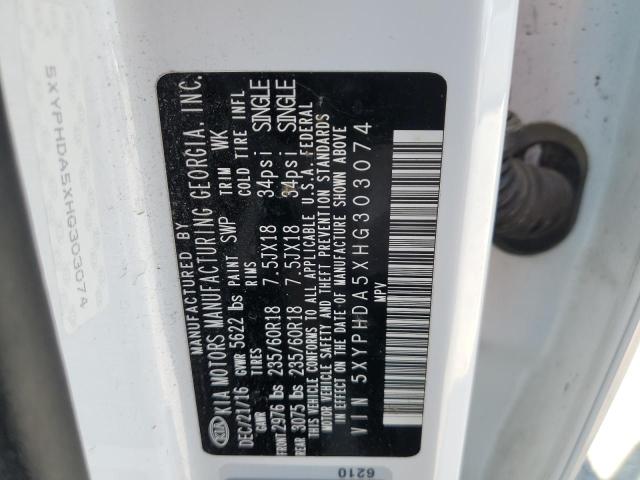 5XYPHDA5XHG303074
KIA
KIA MOTORS MANUFACTURING GEORGIA, INC.
DEC/21/16 GVWR 5622 lbs PAINT SWP TRIM WK
GAWR TIRES RIMS COLD TIRE INFL
FRONT 2976 lbs 235/60R18 7.5JX18 34psi SINGLE
REAR 3075 lbs 235/60R18 7.5JX18 34psi SINGLE
THIS VEHICLE CONFORMS TO ALL APPLICABLE U.S.A. FEDERAL
MOTOR VEHICLE SAFETY AND THEFT PREVENTION STANDARDS
IN EFFECT ON THE DATE OF MANUFACTURE SHOWN ABOVE
VIN 5XYPHDA5XHG303074
MPV
6210